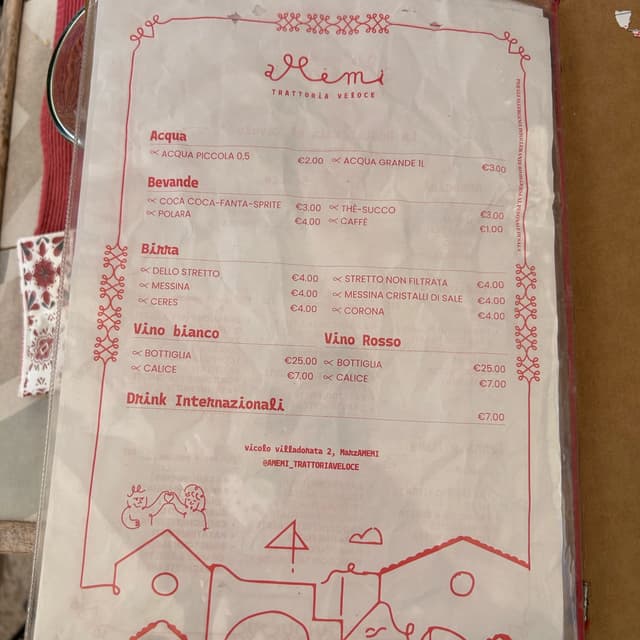 aMemi
TRATTORIA VELOCE
Acqua
ACQUA PICCOLA 0,5 €2.00 ACQUA GRANDE 1L €3.00
Bevande
COCA COCA-FANTA-SPRITE €3.00 THÈ-SUCCO €3.00
POLARA €4.00 CAFFÈ €1.00
Birra
DELLO STRETTO €4.00 STRETTO NON FILTRATA €4.00
MESSINA €4.00 MESSINA CRISTALLI DI SALE €4.00
CERES €4.00 CORONA €4.00
Vino bianco Vino Rosso
BOTTIGLIA €25.00 BOTTIGLIA €25.00
CALICE €7.00 CALICE €7.00
Drink Internazionali €7.00
vicolo villadonata 2, MarzAMEMI
@AMEMI_TRATTORIAVELOCE